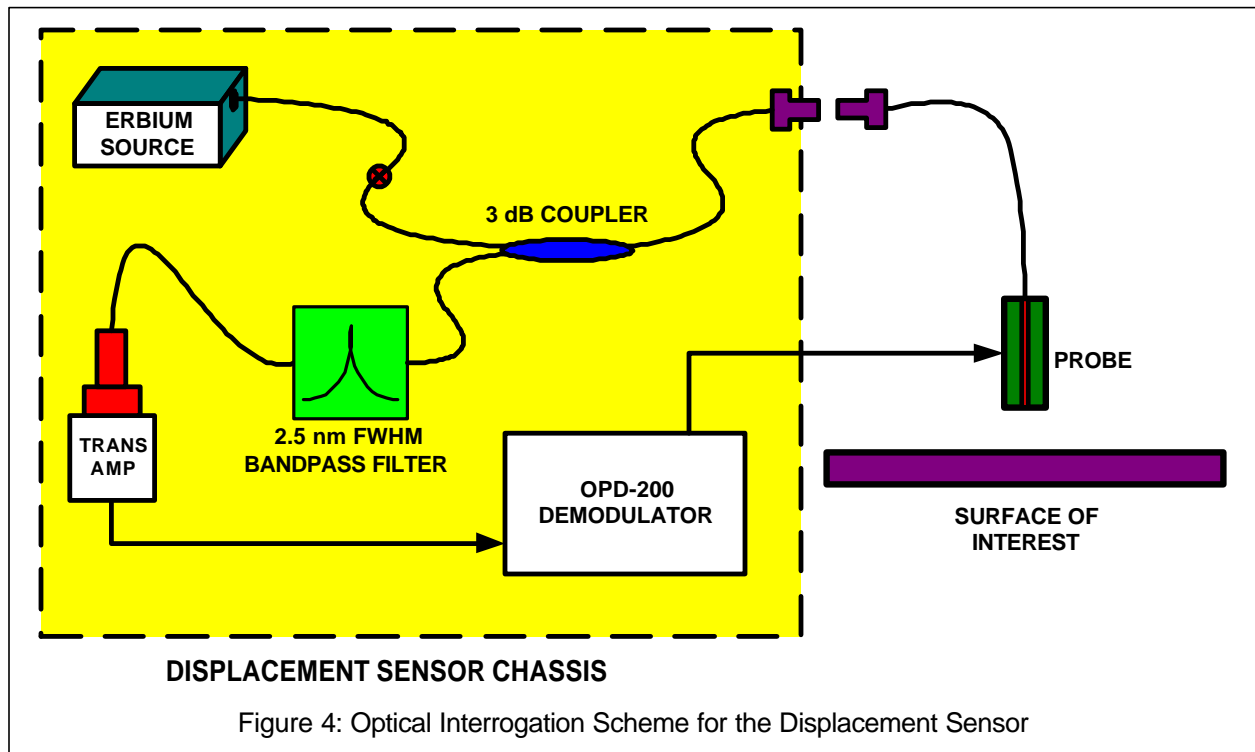 ERBIUM
SOURCE
3 dB COUPLER
PROBE
TRANS
AMP
2.5 nm FWHM
BANDPASS FILTER
OPD-200
DEMODULATOR
SURFACE OF
INTEREST
DISPLACEMENT SENSOR CHASSIS
Figure 4: Optical Interrogation Scheme for the Displacement Sensor